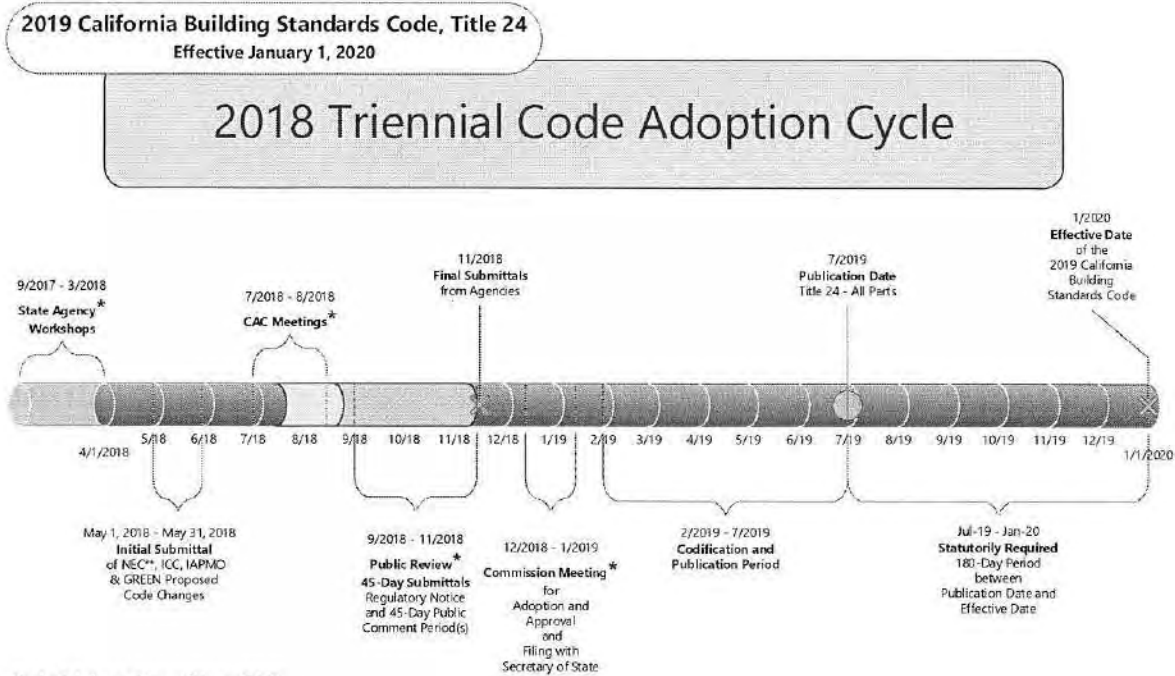 2019 California Building Standards Code, Title 24
Effective January 1, 2020
2018 Triennial Code Adoption Cycle
9/2017 - 3/2018
State Agency*
Workshops
7/2018 - 8/2018
CAC Meetings*
11/2018
Final Submittals
from Agencies
7/2019
Publication Date
Title 24 - All Parts
1/2020
Effective Date
of the
2019 California
Building
Standards Code
4/1/2018
5/18
6/18
7/18
8/18
9/18
10/18
11/18
12/18
1/19
2/19
3/19
4/19
5/19
6/19
7/19
8/19
9/19
10/19
11/19
12/19
1/1/2020
May 1, 2018 - May 31, 2018
Initial Submittal
of NEC**, ICC, IAPMO
& GREEN Proposed
Code Changes
9/2018 - 11/2018
Public Review*
45-Day Submittals
Regulatory Notice
and 45-Day Public
Comment Period(s)
12/2018 - 1/2019
Commission Meeting*
for
Adoption and
Approval
and
Filing with
Secretary of State
2/2019 - 7/2019
Codification and
Publication Period
Jul-19 - Jan-20
Statutorily Required
180-Day Period
between
Publication Date and
Effective Date